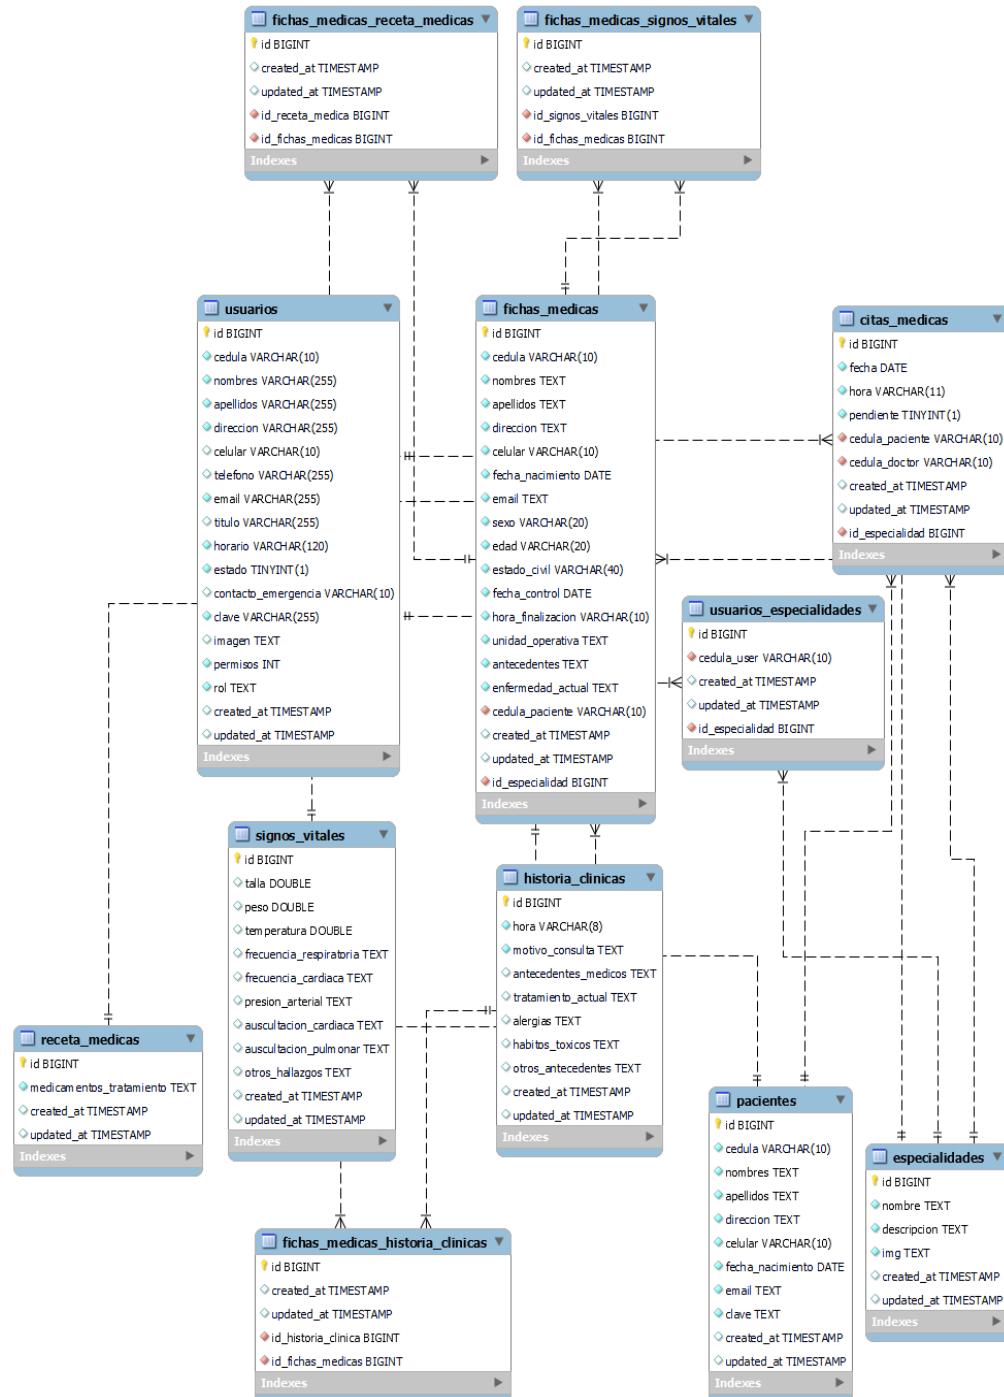 fichas_medicas_receta_medicas
id BIGINT
created_at TIMESTAMP
updated_at TIMESTAMP
id_receta_medica BIGINT
id_fichas_medicas BIGINT
Indexes
fichas_medicas_signos_vitales
id BIGINT
created_at TIMESTAMP
updated_at TIMESTAMP
id_signos_vitales BIGINT
id_fichas_medicas BIGINT
Indexes
usuarios
id BIGINT
cedula VARCHAR(10)
nombres VARCHAR(255)
apellidos VARCHAR(255)
direccion VARCHAR(255)
celular VARCHAR(10)
telefono VARCHAR(255)
email VARCHAR(255)
titulo VARCHAR(255)
horario VARCHAR(120)
estado TINYINT(1)
contacto_emergencia VARCHAR(10)
clave VARCHAR(255)
imagen TEXT
permisos INT
rol TEXT
created_at TIMESTAMP
updated_at TIMESTAMP
Indexes
fichas_medicas
id BIGINT
cedula VARCHAR(10)
nombres TEXT
apellidos TEXT
direccion TEXT
celular VARCHAR(10)
fecha_nacimiento DATE
email TEXT
sexo VARCHAR(20)
edad VARCHAR(20)
estado_civil VARCHAR(40)
fecha_control DATE
hora_finalizacion VARCHAR(10)
unidad_operativa TEXT
antecedentes TEXT
enfermedad_actual TEXT
cedula_paciente VARCHAR(10)
created_at TIMESTAMP
updated_at TIMESTAMP
id_especialidad BIGINT
Indexes
citas_medicas
id BIGINT
fecha DATE
hora VARCHAR(11)
pendiente TINYINT(1)
cedula_paciente VARCHAR(10)
cedula_doctor VARCHAR(10)
created_at TIMESTAMP
updated_at TIMESTAMP
id_especialidad BIGINT
Indexes
usuarios_especialidades
id BIGINT
cedula_user VARCHAR(10)
created_at TIMESTAMP
updated_at TIMESTAMP
id_especialidad BIGINT
Indexes
signos_vitales
id BIGINT
talla DOUBLE
peso DOUBLE
temperatura DOUBLE
frecuencia_respiratoria TEXT
frecuencia_cardiaca TEXT
presion_arterial TEXT
auscultacion_cardiaca TEXT
auscultacion_pulmonar TEXT
otros_hallazgos TEXT
created_at TIMESTAMP
updated_at TIMESTAMP
Indexes
historia_clinicas
id BIGINT
hora VARCHAR(8)
motivo_consulta TEXT
antecedentes_medicos TEXT
tratamiento_actual TEXT
alergias TEXT
habitos_toxicos TEXT
otros_antecedentes TEXT
created_at TIMESTAMP
updated_at TIMESTAMP
Indexes
receta_medicas
id BIGINT
medicamentos_tratamiento TEXT
created_at TIMESTAMP
updated_at TIMESTAMP
Indexes
pacientes
id BIGINT
cedula VARCHAR(10)
nombres TEXT
apellidos TEXT
direccion TEXT
celular VARCHAR(10)
fecha_nacimiento DATE
email TEXT
clave TEXT
created_at TIMESTAMP
updated_at TIMESTAMP
Indexes
especialidades
id BIGINT
nombre TEXT
descripcion TEXT
img TEXT
created_at TIMESTAMP
updated_at TIMESTAMP
Indexes
fichas_medicas_historia_clinicas
id BIGINT
created_at TIMESTAMP
updated_at TIMESTAMP
id_historia_clinica BIGINT
id_fichas_medicas BIGINT
Indexes